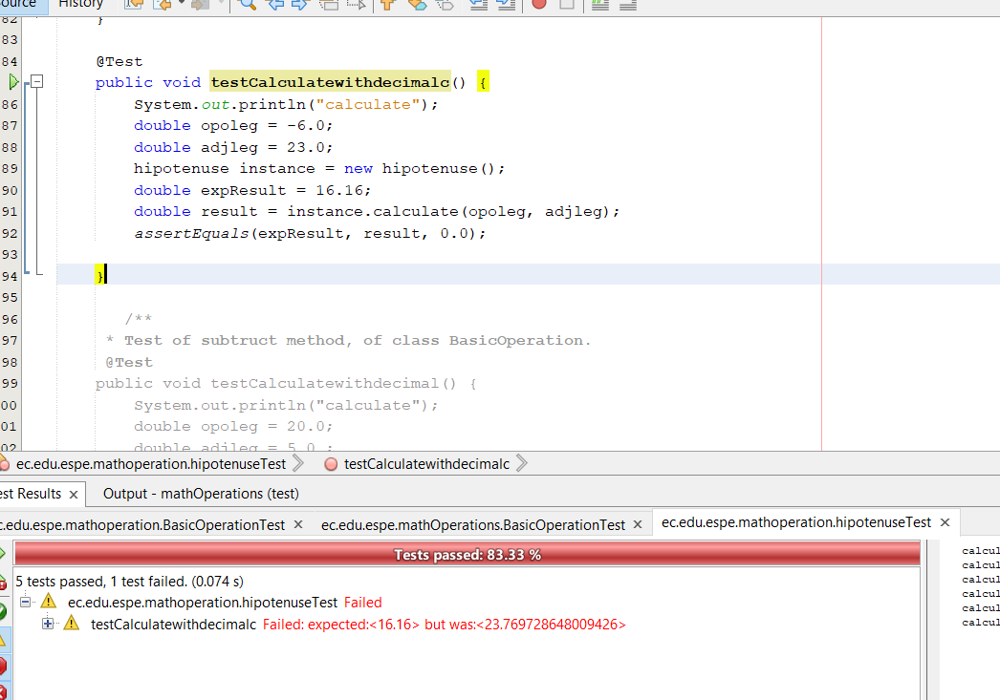 Source History
82 }
83
84 @Test
public void testCalculatewithdecimalc() {
86 System.out.println("calculate");
87 double opoleg = -6.0;
88 double adjleg = 23.0;
89 hipotenuse instance = new hipotenuse();
90 double expResult = 16.16;
91 double result = instance.calculate(opoleg, adjleg);
92 assertEquals(expResult, result, 0.0);
93
94 }
95
96 /**
97 * Test of subtruct method, of class BasicOperation.
98 @Test
99 public void testCalculatewithdecimal() {
00 System.out.println("calculate");
01 double opoleg = 20.0;
02 double adjleg = 5.0 ;
ec.edu.espe.mathoperation.hipotenuseTest testCalculatewithdecimalc
est Results Output - mathOperations (test)
c.edu.espe.mathoperation.BasicOperationTest ec.edu.espe.mathOperations.BasicOperationTest ec.edu.espe.mathoperation.hipotenuseTest
Tests passed: 83.33 %
5 tests passed, 1 test failed. (0.074 s)
ec.edu.espe.mathoperation.hipotenuseTest Failed
testCalculatewithdecimalc Failed: expected:<16.16> but was:<23.769728648009426>
calcul
calcul
calcul
calcul
calcul
calcul